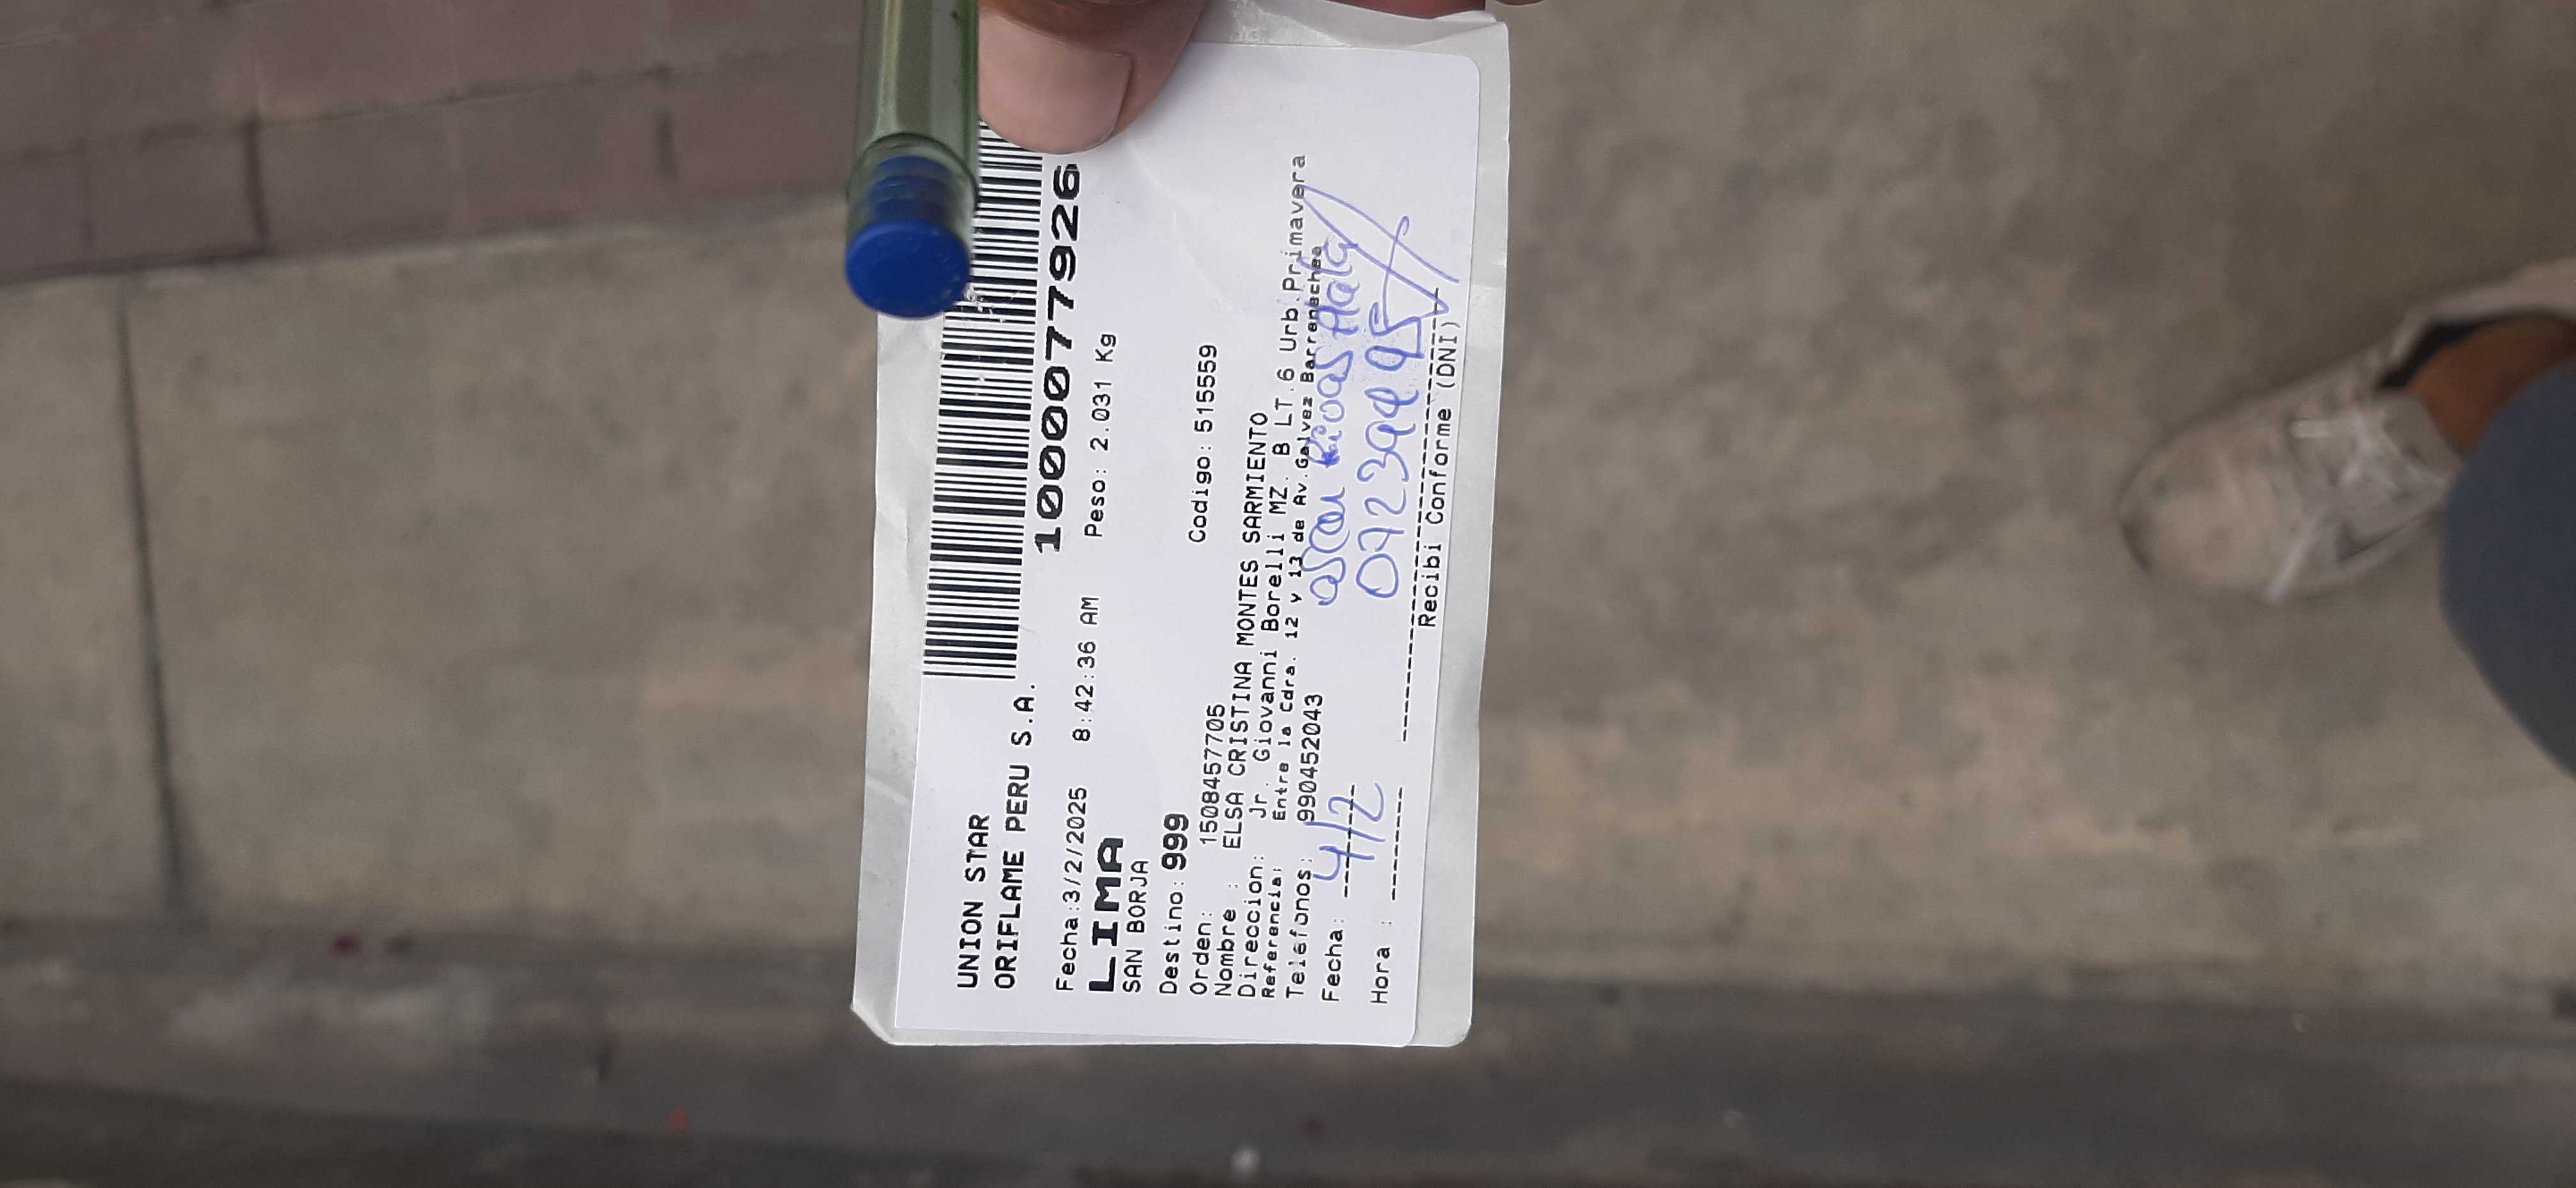 UNION STAR
ORIFLAME PERU S.A.
1000077926
Fecha:3/2/2025 8:42:36 AM Peso: 2.031 Kg
LIMA
SAN BORJA
Destino: 999
Orden: 15084577705 Codigo: 515559
Nombre : ELSA CRISTINA MONTES SARMIENTO
Direccion: Jr. Giovanni Borelli MZ. B LT.6 Urb.Primavera
Referencia: Entre la Cdra. 12 y 13 de Av.Galvez Barrenechea
Teléfonos: 990452043
Fecha: 4/2
Hora :
Recibi Conforme (DNI)